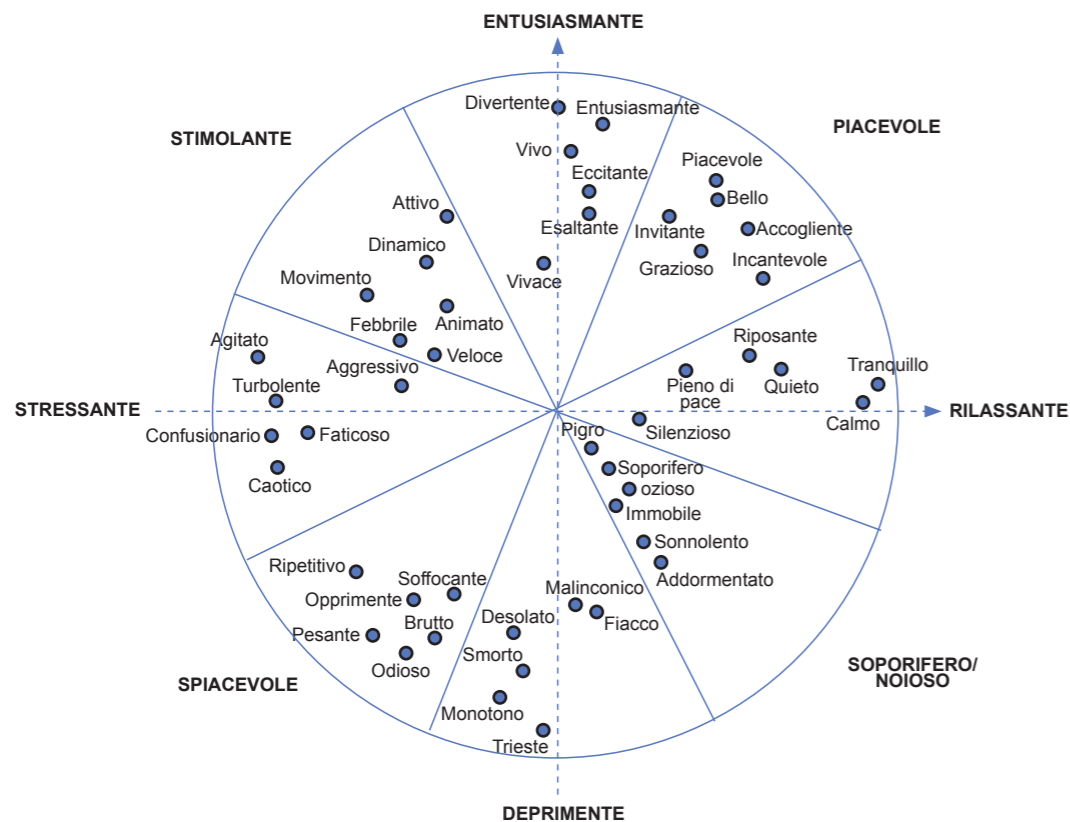 ENTUSIASMANTE
Divertente
Entusiasmante
STIMOLANTE
PIACEVOLE
Vivo
Piacevole
Eccitante
Bello
Attivo
Esaltante
Invitante
Accogliente
Dinamico
Grazioso
Incantevole
Movimento
Vivace
Febbrile
Animato
Agitato
Riposante
Aggressivo
Veloce
Tranquillo
Turbolente
Pieno di
pace
Quieto
STRESSANTE
Calmo
RILASSANTE
Confusionario
Faticoso
Pigro
Silenzioso
Caotico
Soporifero
ozioso
Immobile
Sonnolento
Ripetitivo
Soffocante
Addormentato
Opprimente
Malinconico
Pesante
Brutto
Desolato
Fiacco
Odioso
Smorto
SOPORIFERO/
NOIOSO
SPIACEVOLE
Monotono
Trieste
DEPRIMENTE